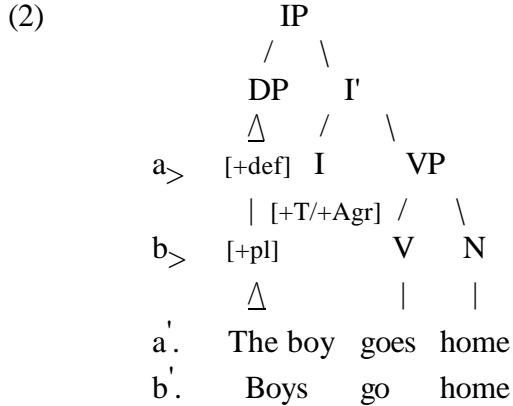 (2) IP
/ \
DP I'
△ / \
a> [+def] I VP
| [+T/+Agr] / \
b> [+pl] V N
△ | |
a'. The boy goes home
b'. Boys go home